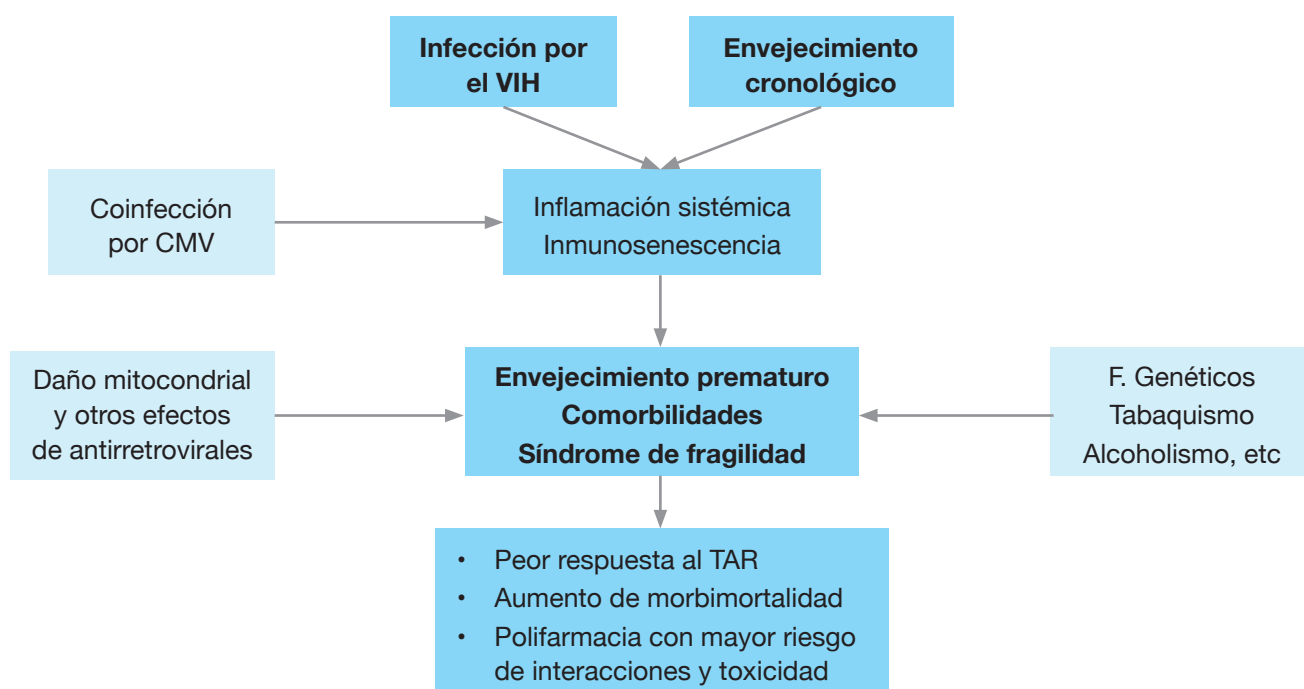 Infección por
el VIH
Envejecimiento
cronológico
Coinfección
por CMV
Inflamación sistémica
Inmunosenescencia
Daño mitocondrial
y otros efectos
de antirretrovirales
Envejecimiento prematuro
Comorbilidades
Síndrome de fragilidad
F. Genéticos
Tabaquismo
Alcoholismo, etc
• Peor respuesta al TAR
• Aumento de morbimortalidad
• Polifarmacia con mayor riesgo
de interacciones y toxicidad